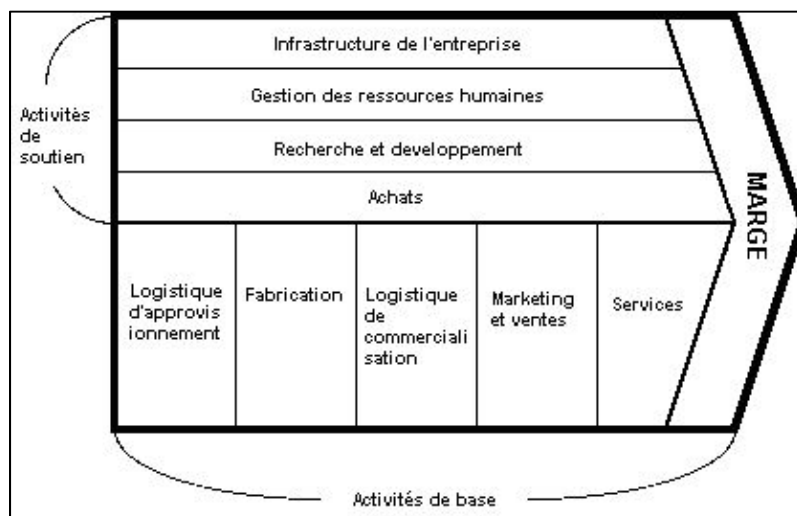 Infrastructure de l'entreprise
Gestion des ressources humaines
Activités
de
soutien
Recherche et developpement
Achats
MARGE
Logistique
d'approvis
ionnement
Fabrication
Logistique
de
commerciali
sation
Marketing
et ventes
Services
Activités de base